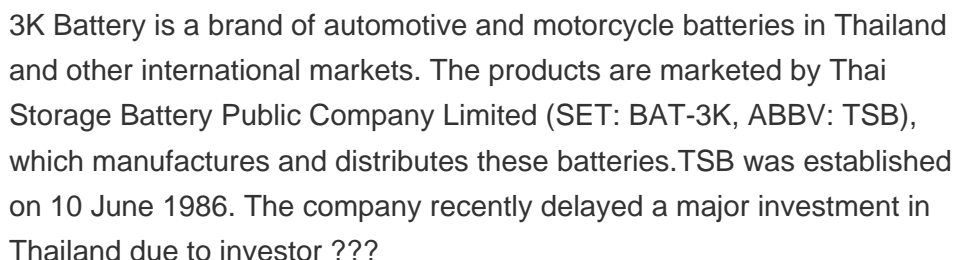 3K Battery is a brand of automotive and motorcycle batteries in Thailand
and other international markets. The products are marketed by Thai
Storage Battery Public Company Limited (SET: BAT-3K, ABBV: TSB),
which manufactures and distributes these batteries.TSB was established
on 10 June 1986. The company recently delayed a major investment in
Thailand due to investor ???